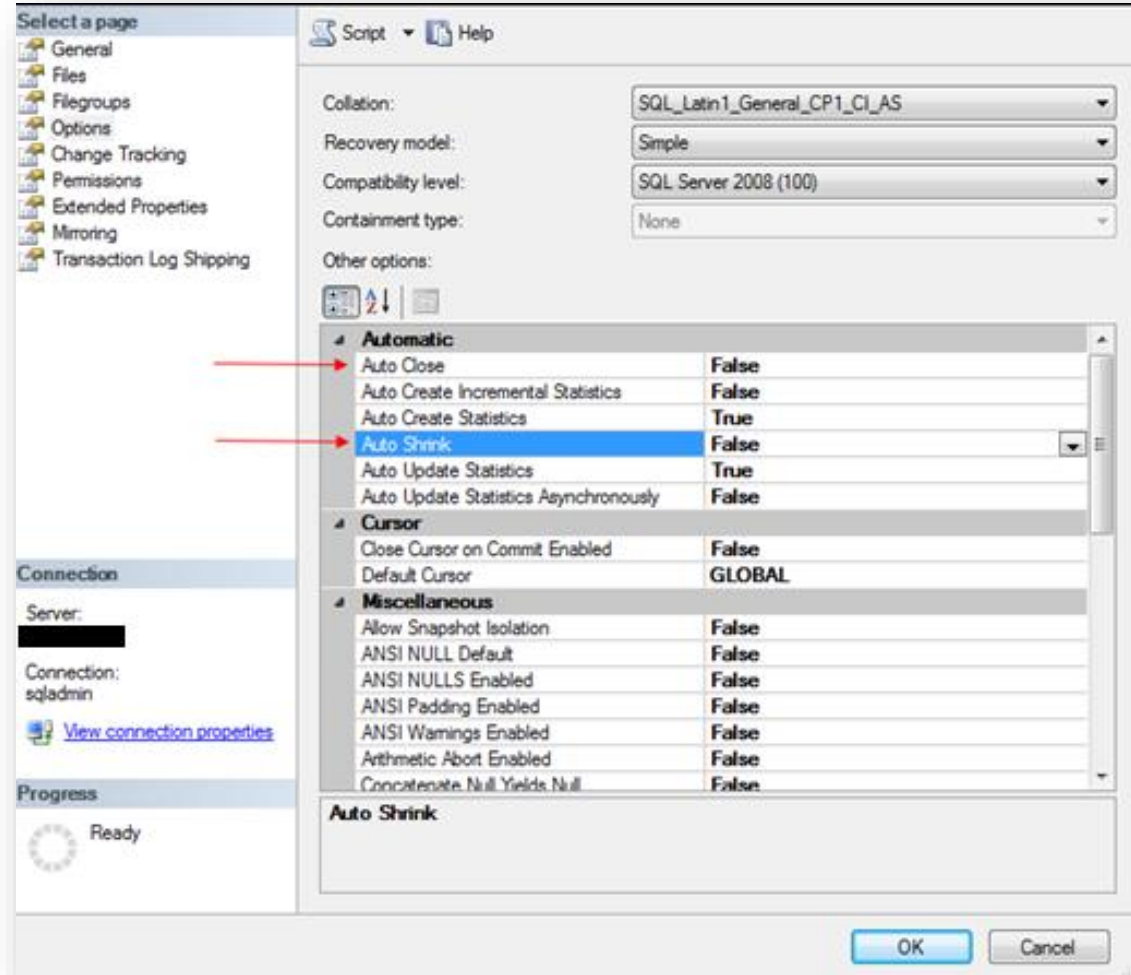 Select a page
General
Files
Filegroups
Options
Change Tracking
Permissions
Extended Properties
Mirroring
Transaction Log Shipping
Connection
Server:
Connection:
sqladmin
View connection properties
Progress
Ready
Script Help
Collation: SQL_Latin1_General_CP1_CI_AS
Recovery model: Simple
Compatibility level: SQL Server 2008 (100)
Containment type: None
Other options:
Automatic
Auto Close False
Auto Create Incremental Statistics False
Auto Create Statistics True
Auto Shrink False
Auto Update Statistics True
Auto Update Statistics Asynchronously False
Cursor
Close Cursor on Commit Enabled False
Default Cursor GLOBAL
Miscellaneous
Allow Snapshot Isolation False
ANSI NULL Default False
ANSI NULLS Enabled False
ANSI Padding Enabled False
ANSI Warnings Enabled False
Arithmetic Abort Enabled False
Concatenate Null Yields Null False
Auto Shrink
OK Cancel